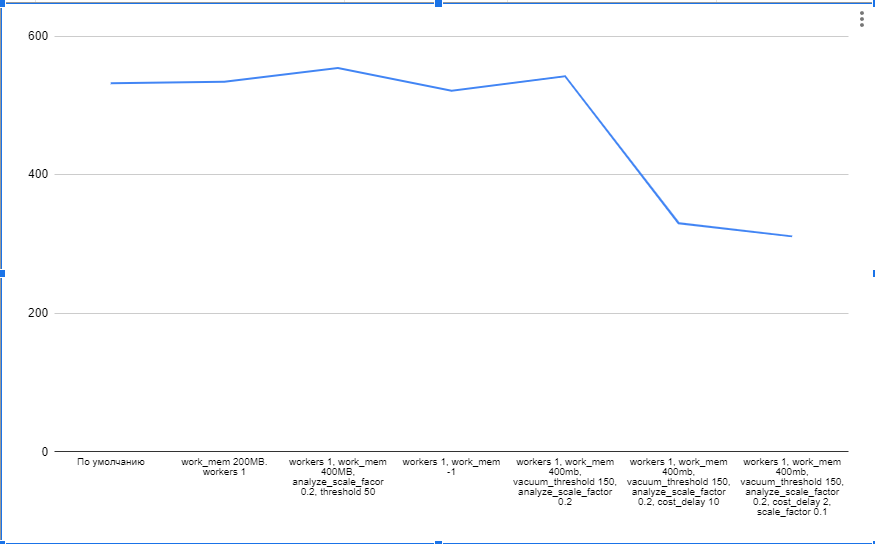 600
400
200
0
По умолчанию
work_mem 200MB.
workers 1
workers 1, work_mem
400MB,
analyze_scale_facor
0.2, threshold 50
workers 1, work_mem
-1
workers 1, work_mem
400mb,
vacuum_threshold 150,
analyze_scale_factor
0.2
workers 1, work_mem
400mb,
vacuum_threshold 150,
analyze_scale_factor
0.2, cost_delay 10
workers 1, work_mem
400mb,
vacuum_threshold 150,
analyze_scale_factor
0.2, cost_delay 2,
scale_factor 0.1